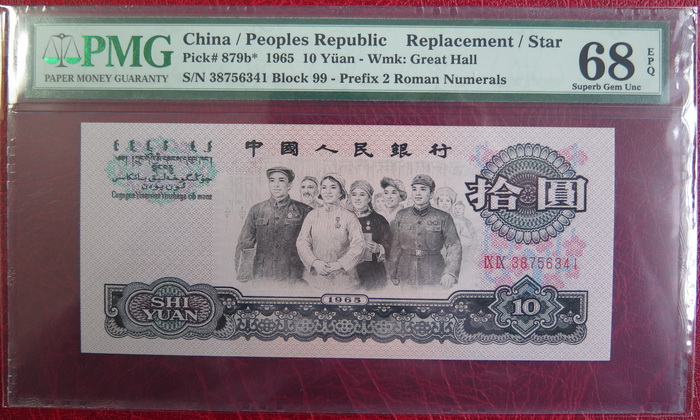 PMG
PAPER MONEY GUARANTY
China / Peoples Republic Replacement / Star
Pick# 879b* 1965 10 Yüan - Wmk: Great Hall
S/N 38756341 Block 99 - Prefix 2 Roman Numerals
68 EPQ
Superb Gem Unc
中國人民銀行
拾圓
IX IX 38756341
1965
SHI
YUAN
10